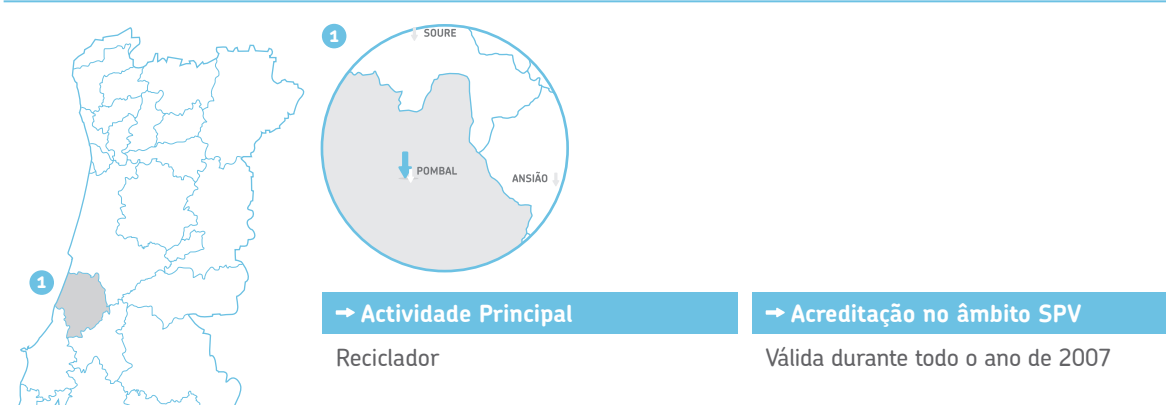 1
SOURE
POMBAL
ANSIÃO
1
➞ Actividade Principal
Reciclador
➞ Acreditação no âmbito SPV
Válida durante todo o ano de 2007